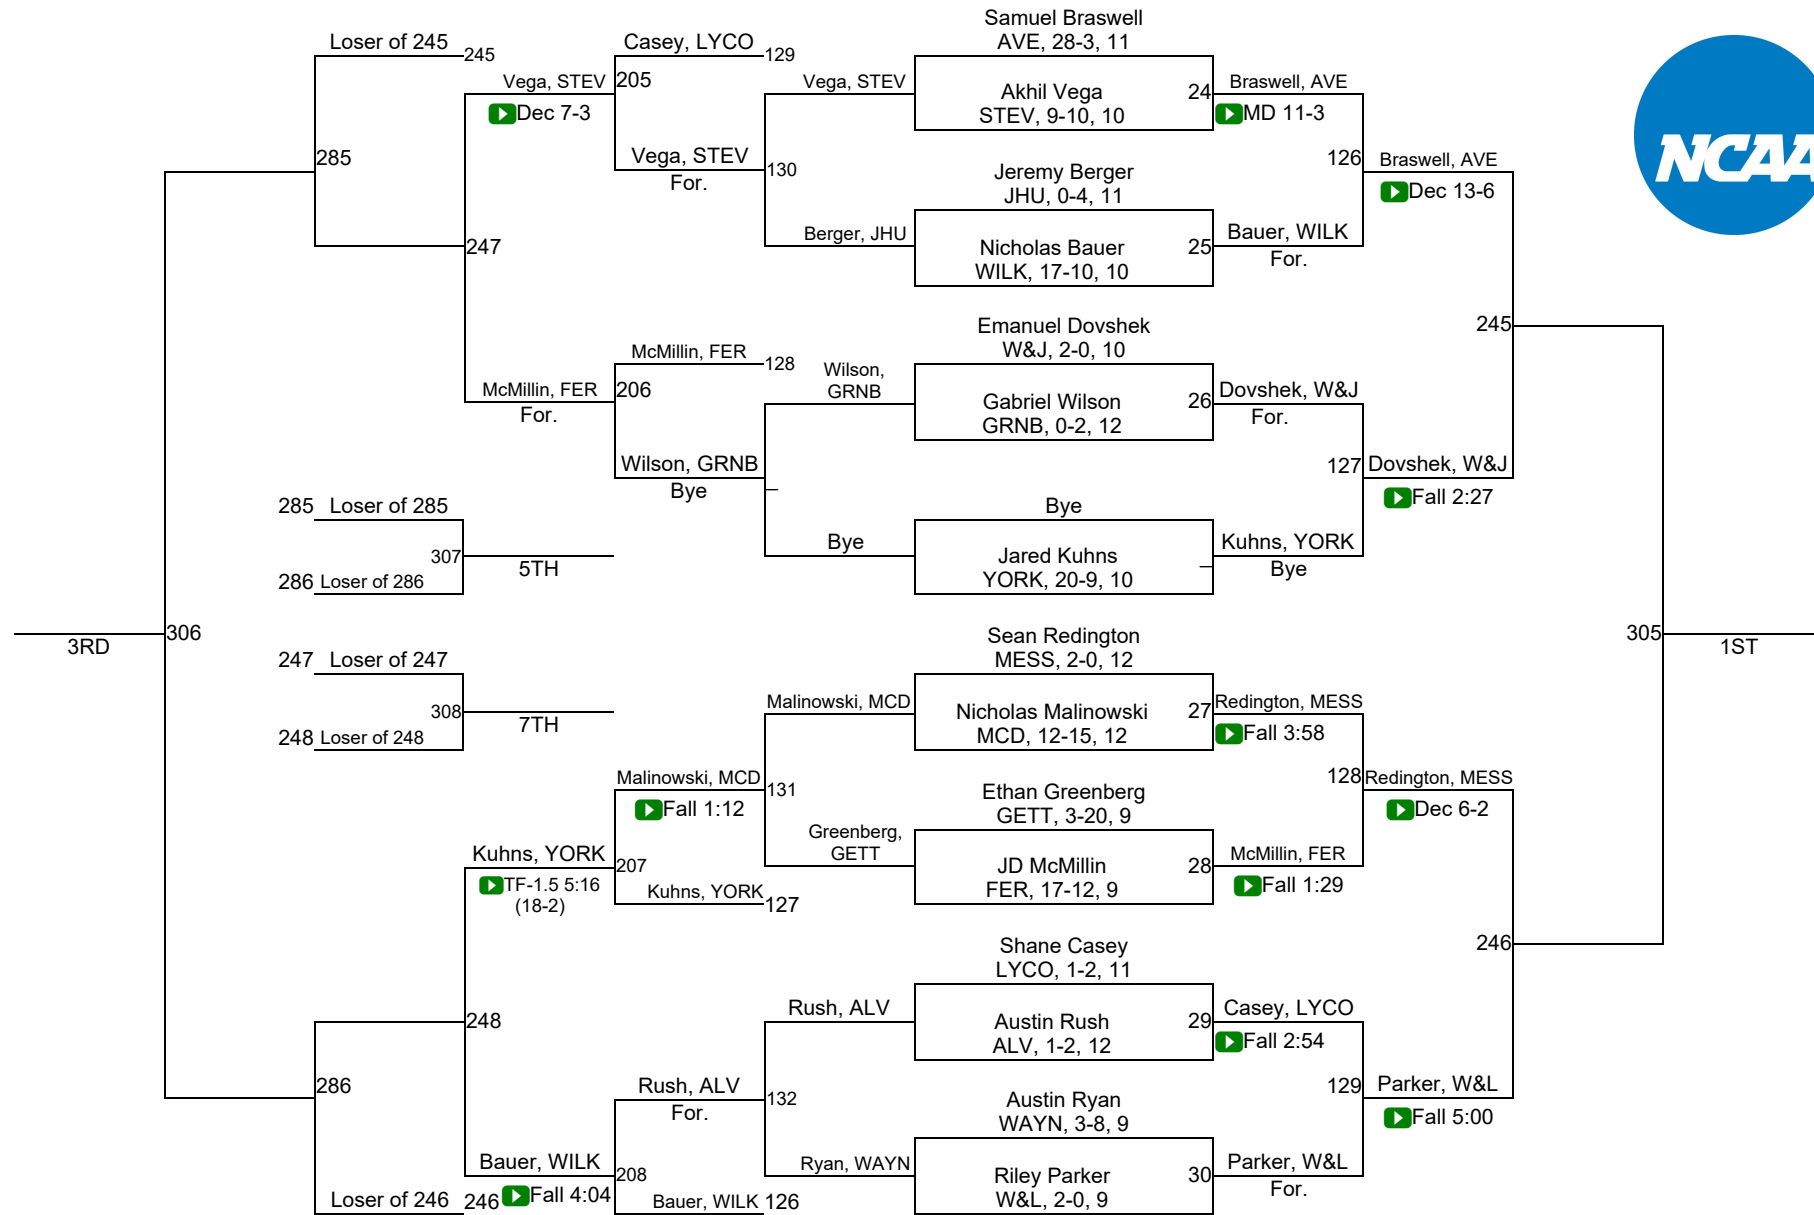 Samuel Braswell
AVE, 28-3, 11
Loser of 245
245
Casey, LYCO
129
Vega, STEV
205
Dec 7-3
Vega, STEV
Akhil Vega
STEV, 9-10, 10
24
Braswell, AVE
MD 11-3
NCAA
285
Vega, STEV
For.
130
Jeremy Berger
JHU, 0-4, 11
126
Braswell, AVE
Dec 13-6
247
Berger, JHU
Nicholas Bauer
WILK, 17-10, 10
25
Bauer, WILK
For.
Emanuel Dovshek
W&J, 2-0, 10
245
McMillin, FER
128
Wilson,
GRNB
McMillin, FER
For.
206
Gabriel Wilson
GRNB, 0-2, 12
26
Dovshek, W&J
For.
Wilson, GRNB
Bye
127
Dovshek, W&J
Fall 2:27
285
Loser of 285
Bye
307
5TH
Bye
Jared Kuhns
YORK, 20-9, 10
Kuhns, YORK
Bye
286
Loser of 286
3RD
306
Sean Redington
MESS, 2-0, 12
305
1ST
247
Loser of 247
308
7TH
Malinowski, MCD
Nicholas Malinowski
MCD, 12-15, 12
27
Redington, MESS
Fall 3:58
248
Loser of 248
Malinowski, MCD
Fall 1:12
131
Ethan Greenberg
GETT, 3-20, 9
128
Redington, MESS
Dec 6-2
Greenberg,
GETT
Kuhns, YORK
TF-1.5 5:16
(18-2)
207
JD McMillin
FER, 17-12, 9
28
McMillin, FER
Fall 1:29
Kuhns, YORK
127
Shane Casey
LYCO, 1-2, 11
246
248
Rush, ALV
Austin Rush
ALV, 1-2, 12
29
Casey, LYCO
Fall 2:54
286
Rush, ALV
For.
132
Austin Ryan
WAYN, 3-8, 9
129
Parker, W&L
Fall 5:00
Bauer, WILK
Fall 4:04
208
Ryan, WAYN
Riley Parker
W&L, 2-0, 9
30
Parker, W&L
For.
Loser of 246
246
Bauer, WILK
126